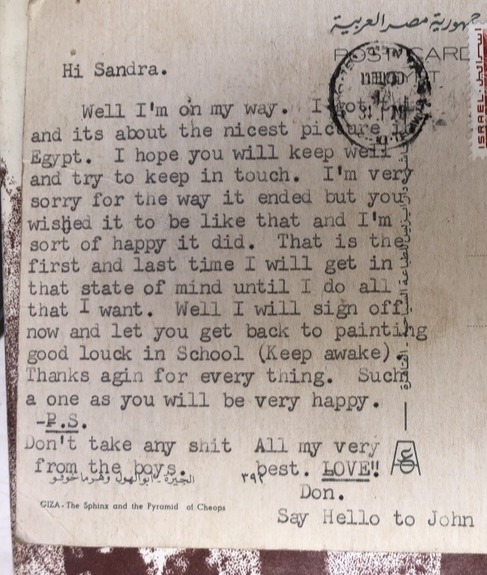 جمهورية مصر العربية
POST CARD
Hi Sandra.
Well I'm on my way. I
and its about the nicest picture
Egypt. I hope you will keep well
and try to keep in touch. I'm very
sorry for the way it ended but you
wished it to be like that and I'm
sort of happy it did. That is the
first and last time I will get in
that state of mind until I do all
that I want. Well I will sign off
now and let you get back to painting
good louck in School (Keep awake).
Thanks agin for every thing. Such
a one as you will be very happy.
-P.S.
Don't take any shit All my very
from the boys. best. LOVE!!
الجيزة - ابوالهول وهرم خوفو ٣٩٢
GIZA - The Sphinx and the Pyramid of Cheops
Don.
Say Hello to John
ISRAEL